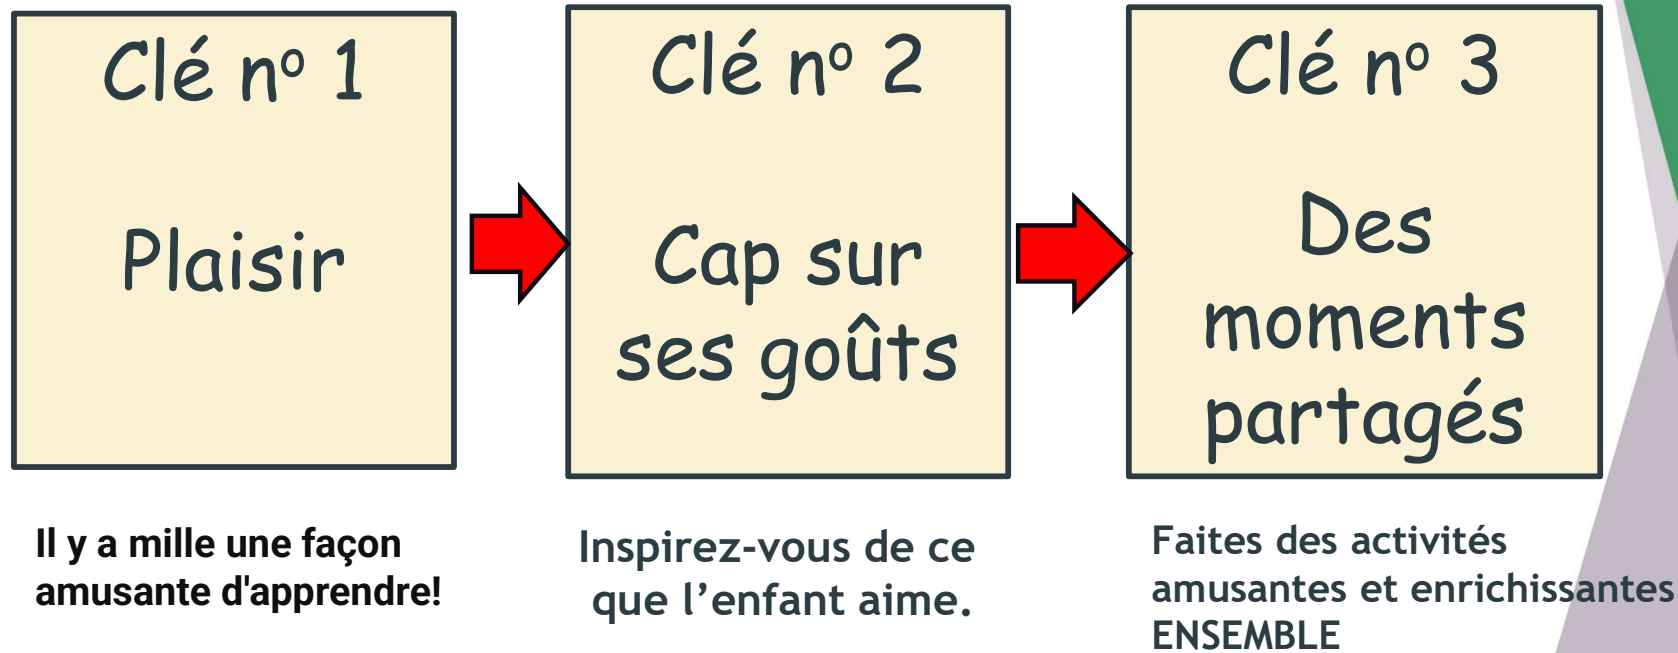 Clé nº 1
Plaisir
Il y a mille une façon
amusante d'apprendre!
Clé nº 2
Cap sur
ses goûts
Inspirez-vous de ce
que l’enfant aime.
Clé nº 3
Des
moments
partagés
Faites des activités
amusantes et enrichissantes
ENSEMBLE